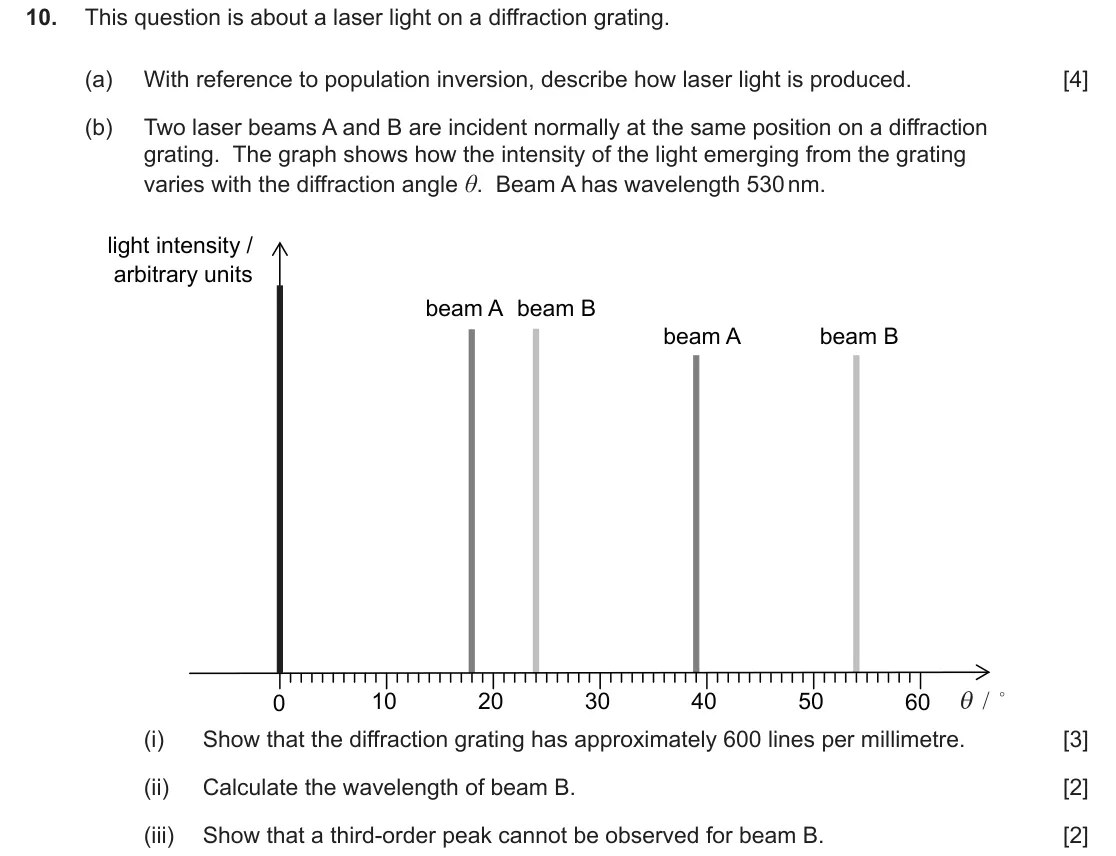 10. This question is about a laser light on a diffraction grating.
(a) With reference to population inversion, describe how laser light is produced. [4]
(b) Two laser beams A and B are incident normally at the same position on a diffraction
grating. The graph shows how the intensity of the light emerging from the grating
varies with the diffraction angle θ. Beam A has wavelength 530 nm.
light intensity /
arbitrary units
beam A beam B
beam A beam B
0 10 20 30 40 50 60 θ / °
(i) Show that the diffraction grating has approximately 600 lines per millimetre. [3]
(ii) Calculate the wavelength of beam B. [2]
(iii) Show that a third-order peak cannot be observed for beam B. [2]